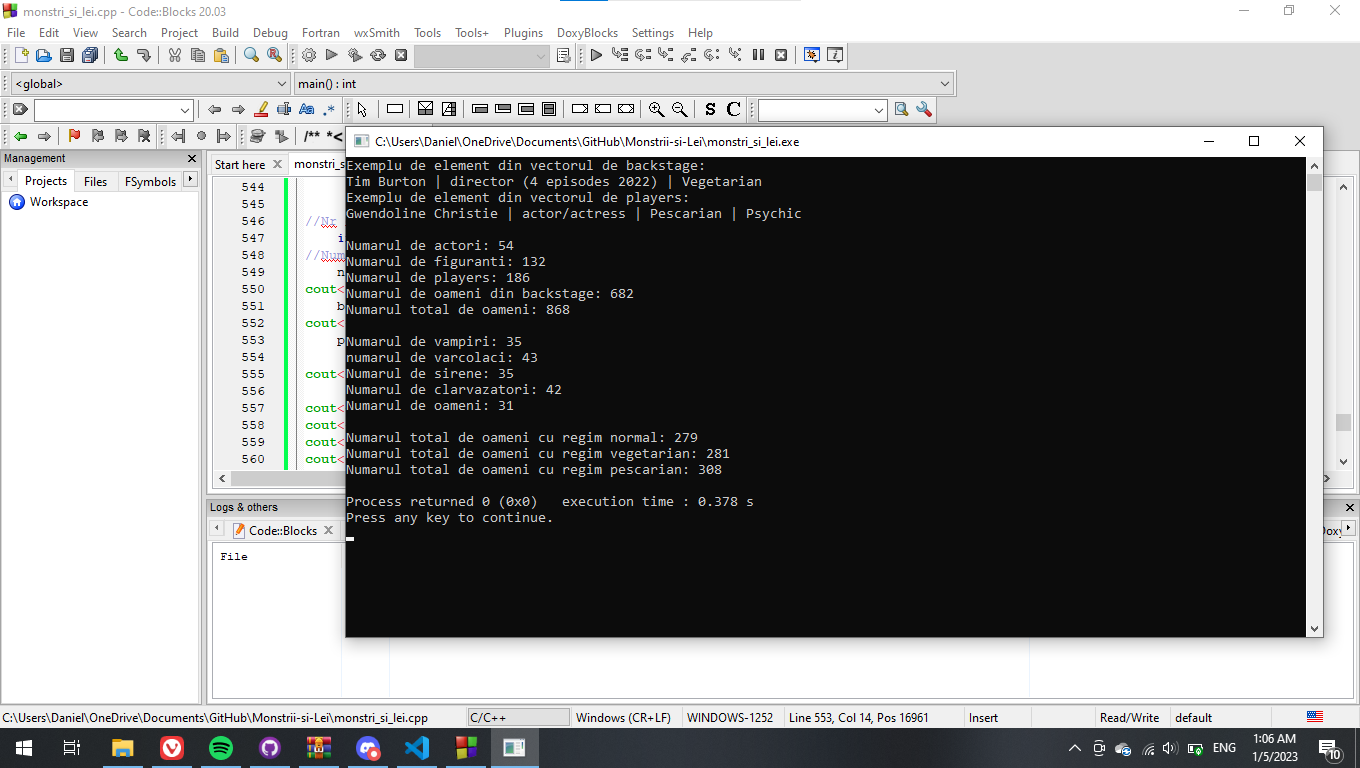 monstri_si_lei.cpp - Code::Blocks 20.03
File Edit View Search Project Build Debug Fortran wxSmith Tools Tools+ Plugins DoxyBlocks Settings Help
<global> main() : int
S C
/** *<
Management
Projects Files FSymbols
Workspace
Start here monstri_s
544
545
546 //Nr
547 i
548 //Num
549 n
550 cout<
551 b
552 cout<
553 p
554
555 cout<
556
557 cout<
558 cout<
559 cout<
560 cout<
C:\Users\Daniel\OneDrive\Documents\GitHub\Monstrii-si-Lei\monstri_si_lei.exe
Exemplu de element din vectorul de backstage:
Tim Burton | director (4 episodes 2022) | Vegetarian
Exemplu de element din vectorul de players:
Gwendoline Christie | actor/actress | Pescarian | Psychic
Numarul de actori: 54
Numarul de figuranti: 132
Numarul de players: 186
Numarul de oameni din backstage: 682
Numarul total de oameni: 868
Numarul de vampiri: 35
numarul de varcolaci: 43
Numarul de sirene: 35
Numarul de clarvazatori: 42
Numarul de oameni: 31
Numarul total de oameni cu regim normal: 279
Numarul total de oameni cu regim vegetarian: 281
Numarul total de oameni cu regim pescarian: 308
Process returned 0 (0x0) execution time : 0.378 s
Press any key to continue.
Logs & others
Code::Blocks
Doxy
File
C:\Users\Daniel\OneDrive\Documents\GitHub\Monstrii-si-Lei\monstri_si_lei.cpp C/C++ Windows (CR+LF) WINDOWS-1252 Line 553, Col 14, Pos 16961 Insert Read/Write default
ENG
1:06 AM
1/5/2023
10